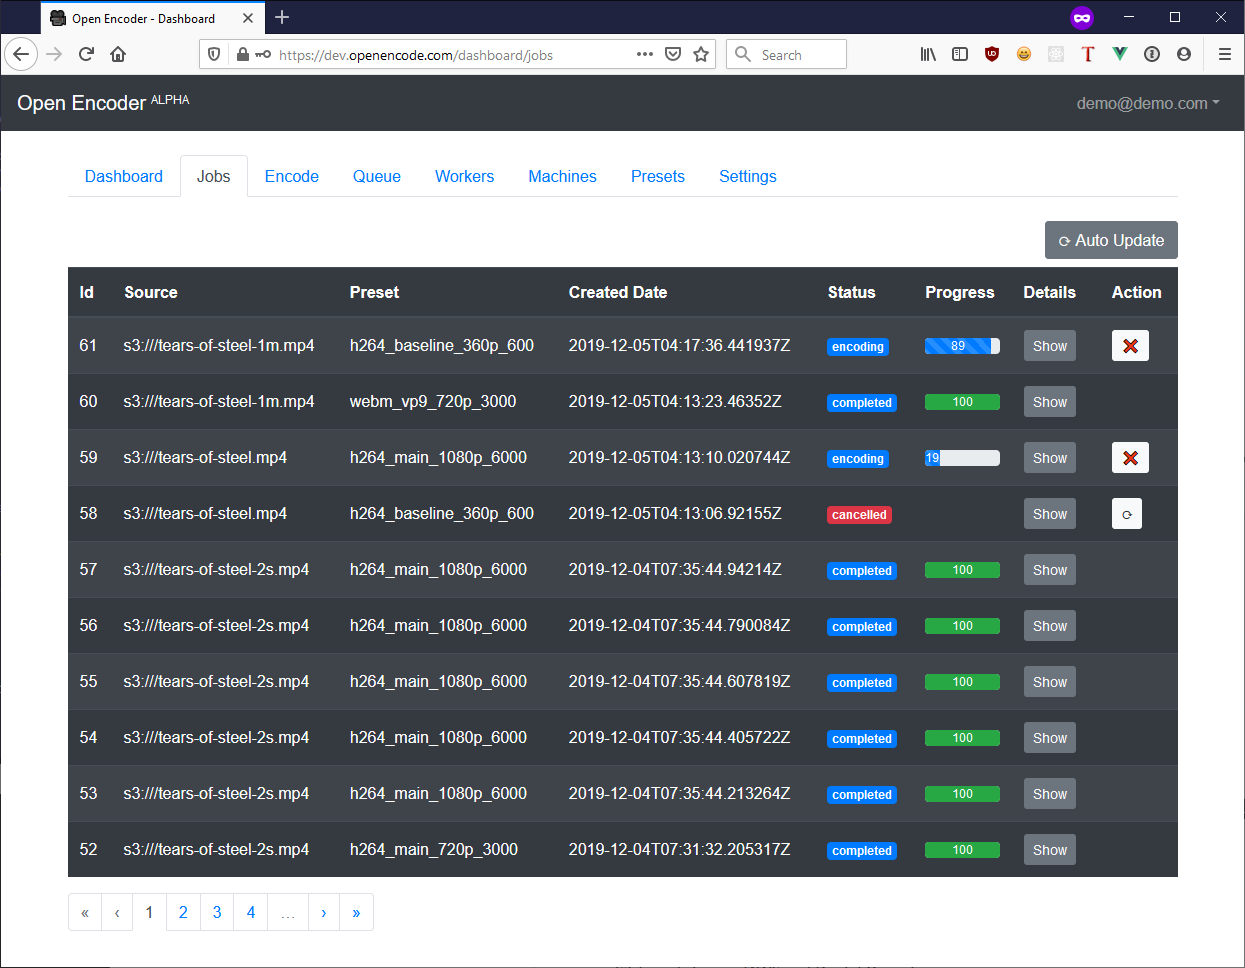 Open Encoder - Dashboard
https://dev.openencode.com/dashboard/jobs
Search
Open Encoder ALPHA
demo@demo.com
Dashboard Jobs Encode Queue Workers Machines Presets Settings
⟳ Auto Update
Id Source Preset Created Date Status Progress Details Action
61 s3:///tears-of-steel-1m.mp4 h264_baseline_360p_600 2019-12-05T04:17:36.441937Z encoding 89 Show
60 s3:///tears-of-steel-1m.mp4 webm_vp9_720p_3000 2019-12-05T04:13:23.46352Z completed 100 Show
59 s3:///tears-of-steel.mp4 h264_main_1080p_6000 2019-12-05T04:13:10.020744Z encoding 19 Show
58 s3:///tears-of-steel.mp4 h264_baseline_360p_600 2019-12-05T04:13:06.92155Z cancelled Show ⟳
57 s3:///tears-of-steel-2s.mp4 h264_main_1080p_6000 2019-12-04T07:35:44.94214Z completed 100 Show
56 s3:///tears-of-steel-2s.mp4 h264_main_1080p_6000 2019-12-04T07:35:44.790084Z completed 100 Show
55 s3:///tears-of-steel-2s.mp4 h264_main_1080p_6000 2019-12-04T07:35:44.607819Z completed 100 Show
54 s3:///tears-of-steel-2s.mp4 h264_main_1080p_6000 2019-12-04T07:35:44.405722Z completed 100 Show
53 s3:///tears-of-steel-2s.mp4 h264_main_1080p_6000 2019-12-04T07:35:44.213264Z completed 100 Show
52 s3:///tears-of-steel-2s.mp4 h264_main_720p_3000 2019-12-04T07:31:32.205317Z completed 100 Show
« ‹ 1 2 3 4 … › »